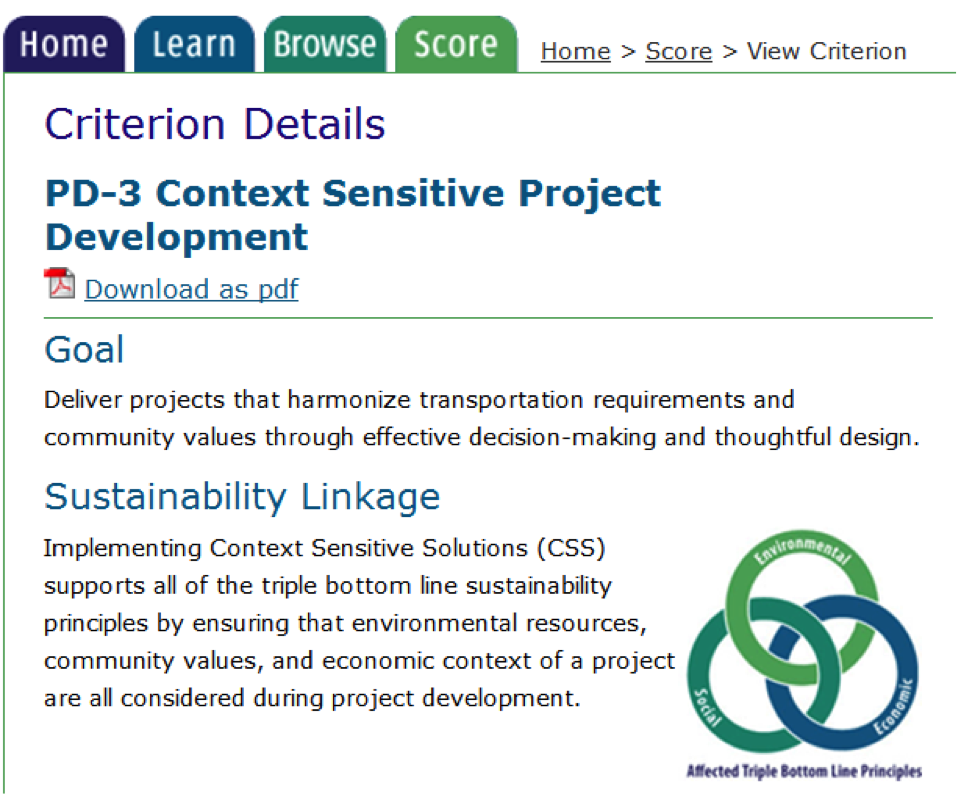 Home Learn Browse Score Home > Score > View Criterion
Criterion Details
PD-3 Context Sensitive Project
Development
Download as pdf
Goal
Deliver projects that harmonize transportation requirements and
community values through effective decision-making and thoughtful design.
Sustainability Linkage
Implementing Context Sensitive Solutions (CSS)
supports all of the triple bottom line sustainability
principles by ensuring that environmental resources,
community values, and economic context of a project
are all considered during project development.
Environmental
Social
Economic
Affected Triple Bottom Line Principles